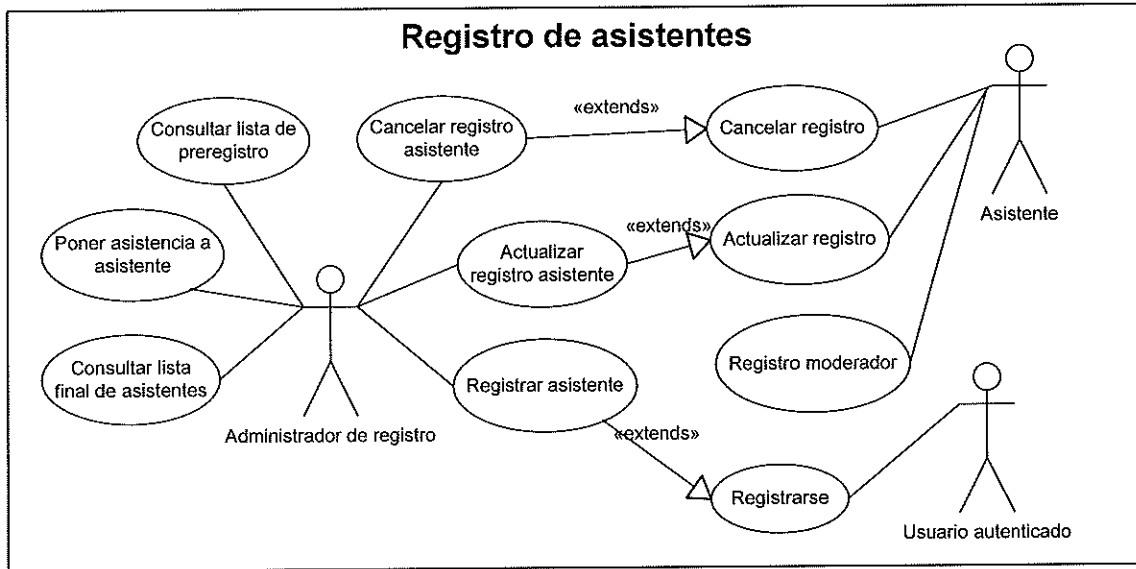 Registro de asistentes
Consultar lista de
preregistro
Cancelar registro
asistente
«extends»
Cancelar registro
Asistente
Poner asistencia a
asistente
Actualizar
registro asistente
«extends»
Actualizar registro
Consultar lista
final de asistentes
Administrador de registro
Registrar asistente
Registro moderador
«extends»
Registrarse
Usuario autenticado